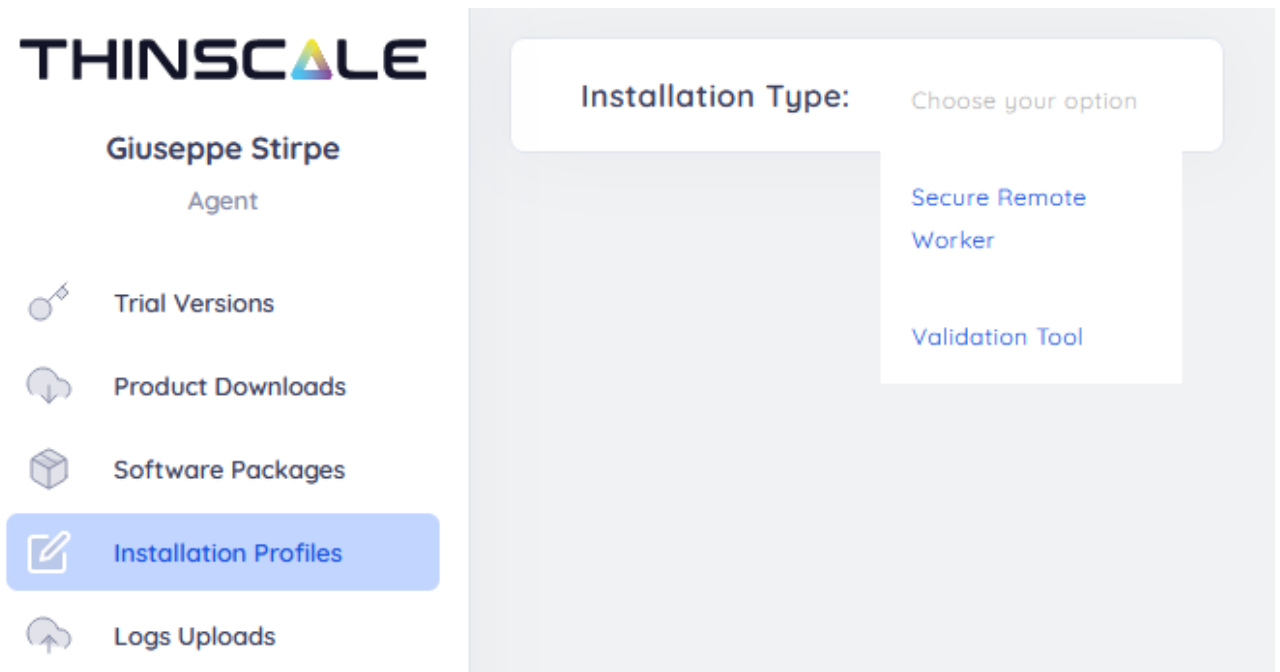 THINSCALE
Giuseppe Stirpe
Agent
Trial Versions
Product Downloads
Software Packages
Installation Profiles
Logs Uploads
Installation Type:
Choose your option
Secure Remote
Worker
Validation Tool